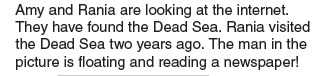 Amy and Rania are looking at the internet.
They have found the Dead Sea. Rania visited
the Dead Sea two years ago. The man in the
picture is floating and reading a newspaper!